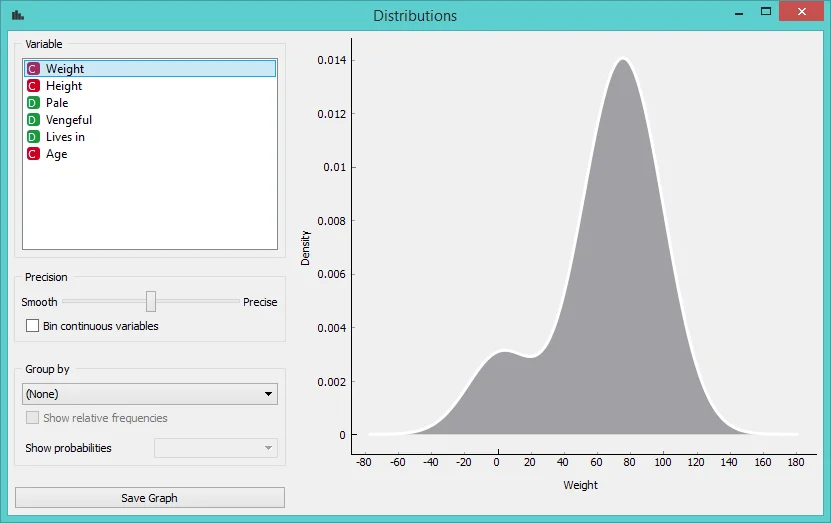 Distributions
Variable
C Weight
C Height
D Pale
D Vengeful
D Lives in
C Age
Precision
Smooth Precise
Bin continuous variables
Group by
(None)
Show relative frequencies
Show probabilities
Save Graph
0.014
0.012
0.01
0.008
0.006
0.004
0.002
0
Density
-80 -60 -40 -20 0 20 40 60 80 100 120 140 160 180
Weight